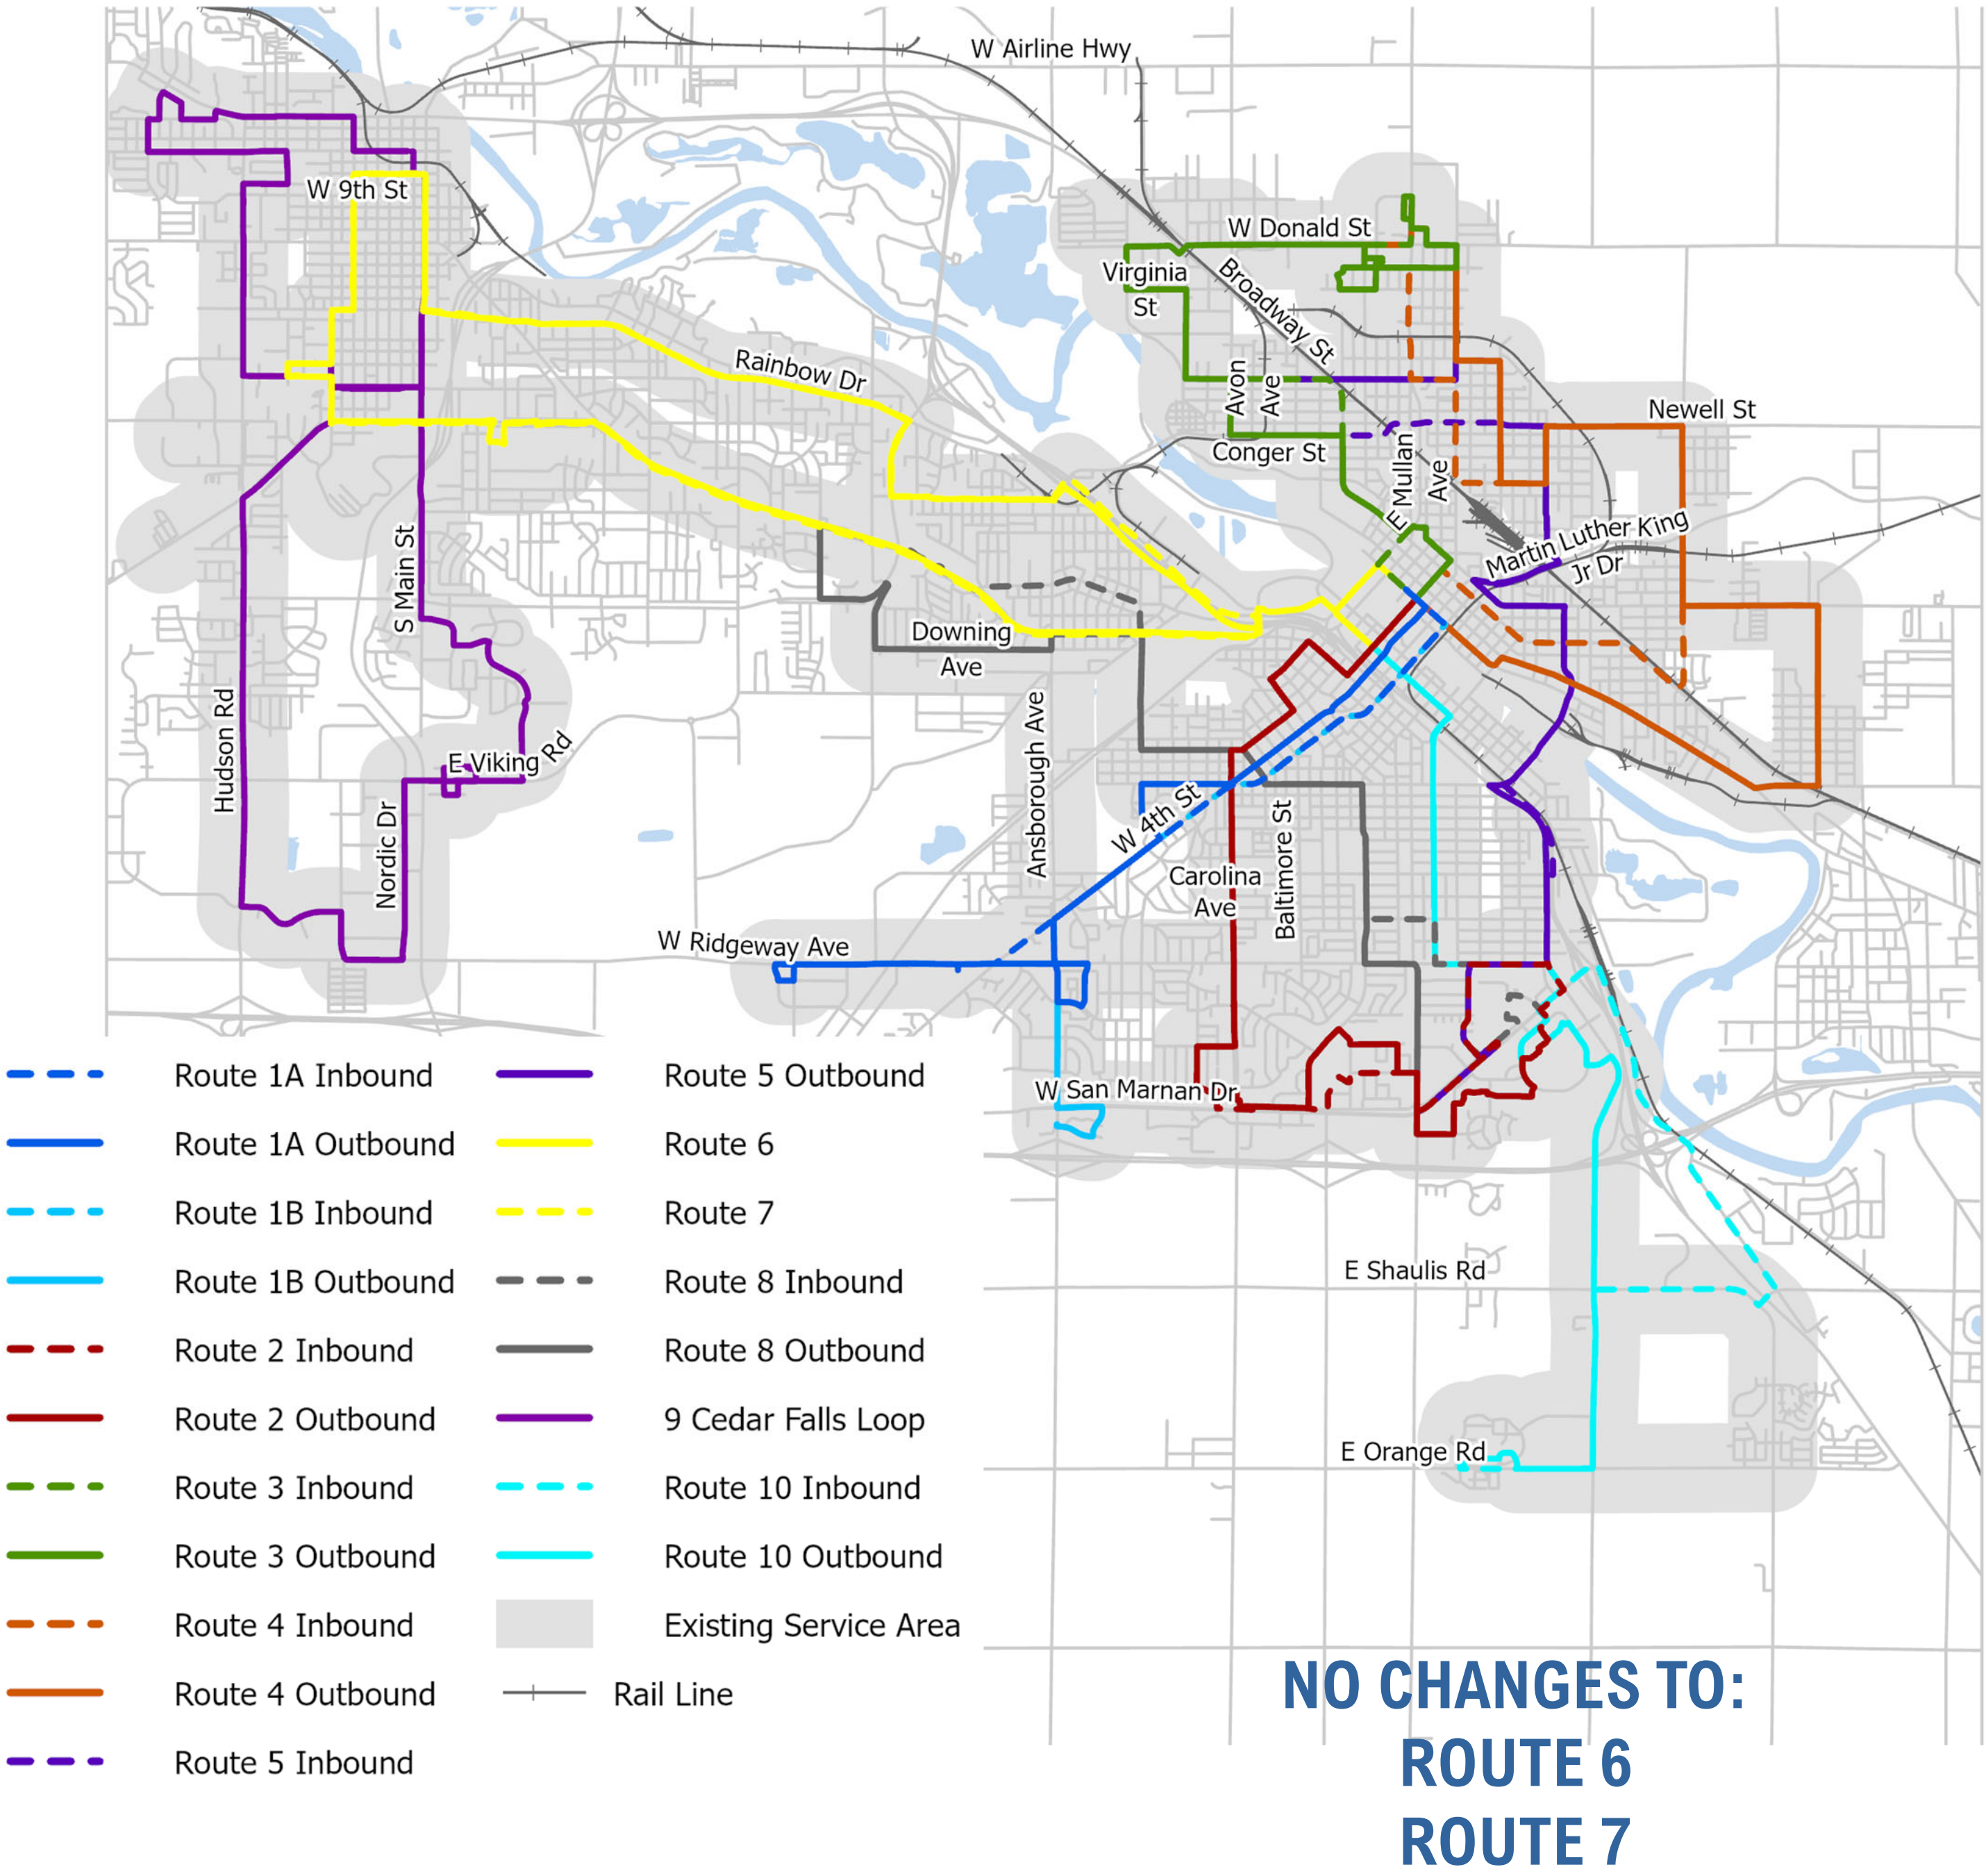 W Airline Hwy
W 9th St
W Donald St
Virginia
St
Broadway St
Rainbow Dr
Avon
Ave
Newell St
Conger St
E Mullan
Ave
Martin Luther King
Jr Dr
S Main St
Downing
Ave
Hudson Rd
E Viking Rd
Nordic Dr
Ansborough Ave
W 4th St
Baltimore St
Carolina
Ave
W Ridgeway Ave
W San Marnan Dr
E Shaulis Rd
E Orange Rd
Route 1A Inbound
Route 1A Outbound
Route 1B Inbound
Route 1B Outbound
Route 2 Inbound
Route 2 Outbound
Route 3 Inbound
Route 3 Outbound
Route 4 Inbound
Route 4 Outbound
Route 5 Inbound
Route 5 Outbound
Route 6
Route 7
Route 8 Inbound
Route 8 Outbound
9 Cedar Falls Loop
Route 10 Inbound
Route 10 Outbound
Existing Service Area
Rail Line
NO CHANGES TO:
ROUTE 6
ROUTE 7